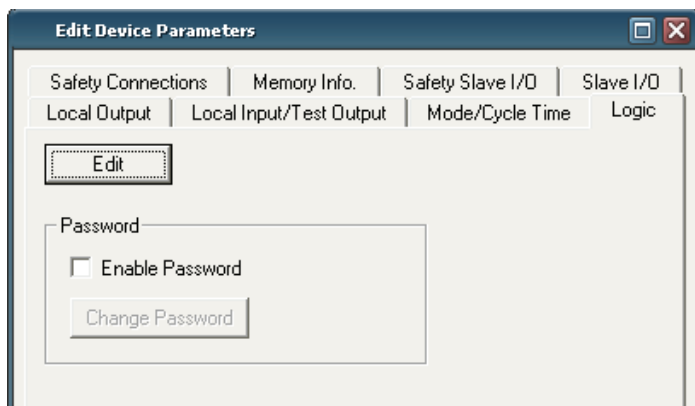 Edit Device Parameters
Safety Connections Memory Info. Safety Slave I/O Slave I/O
Local Output Local Input/Test Output Mode/Cycle Time Logic
Edit
Password
Enable Password
Change Password